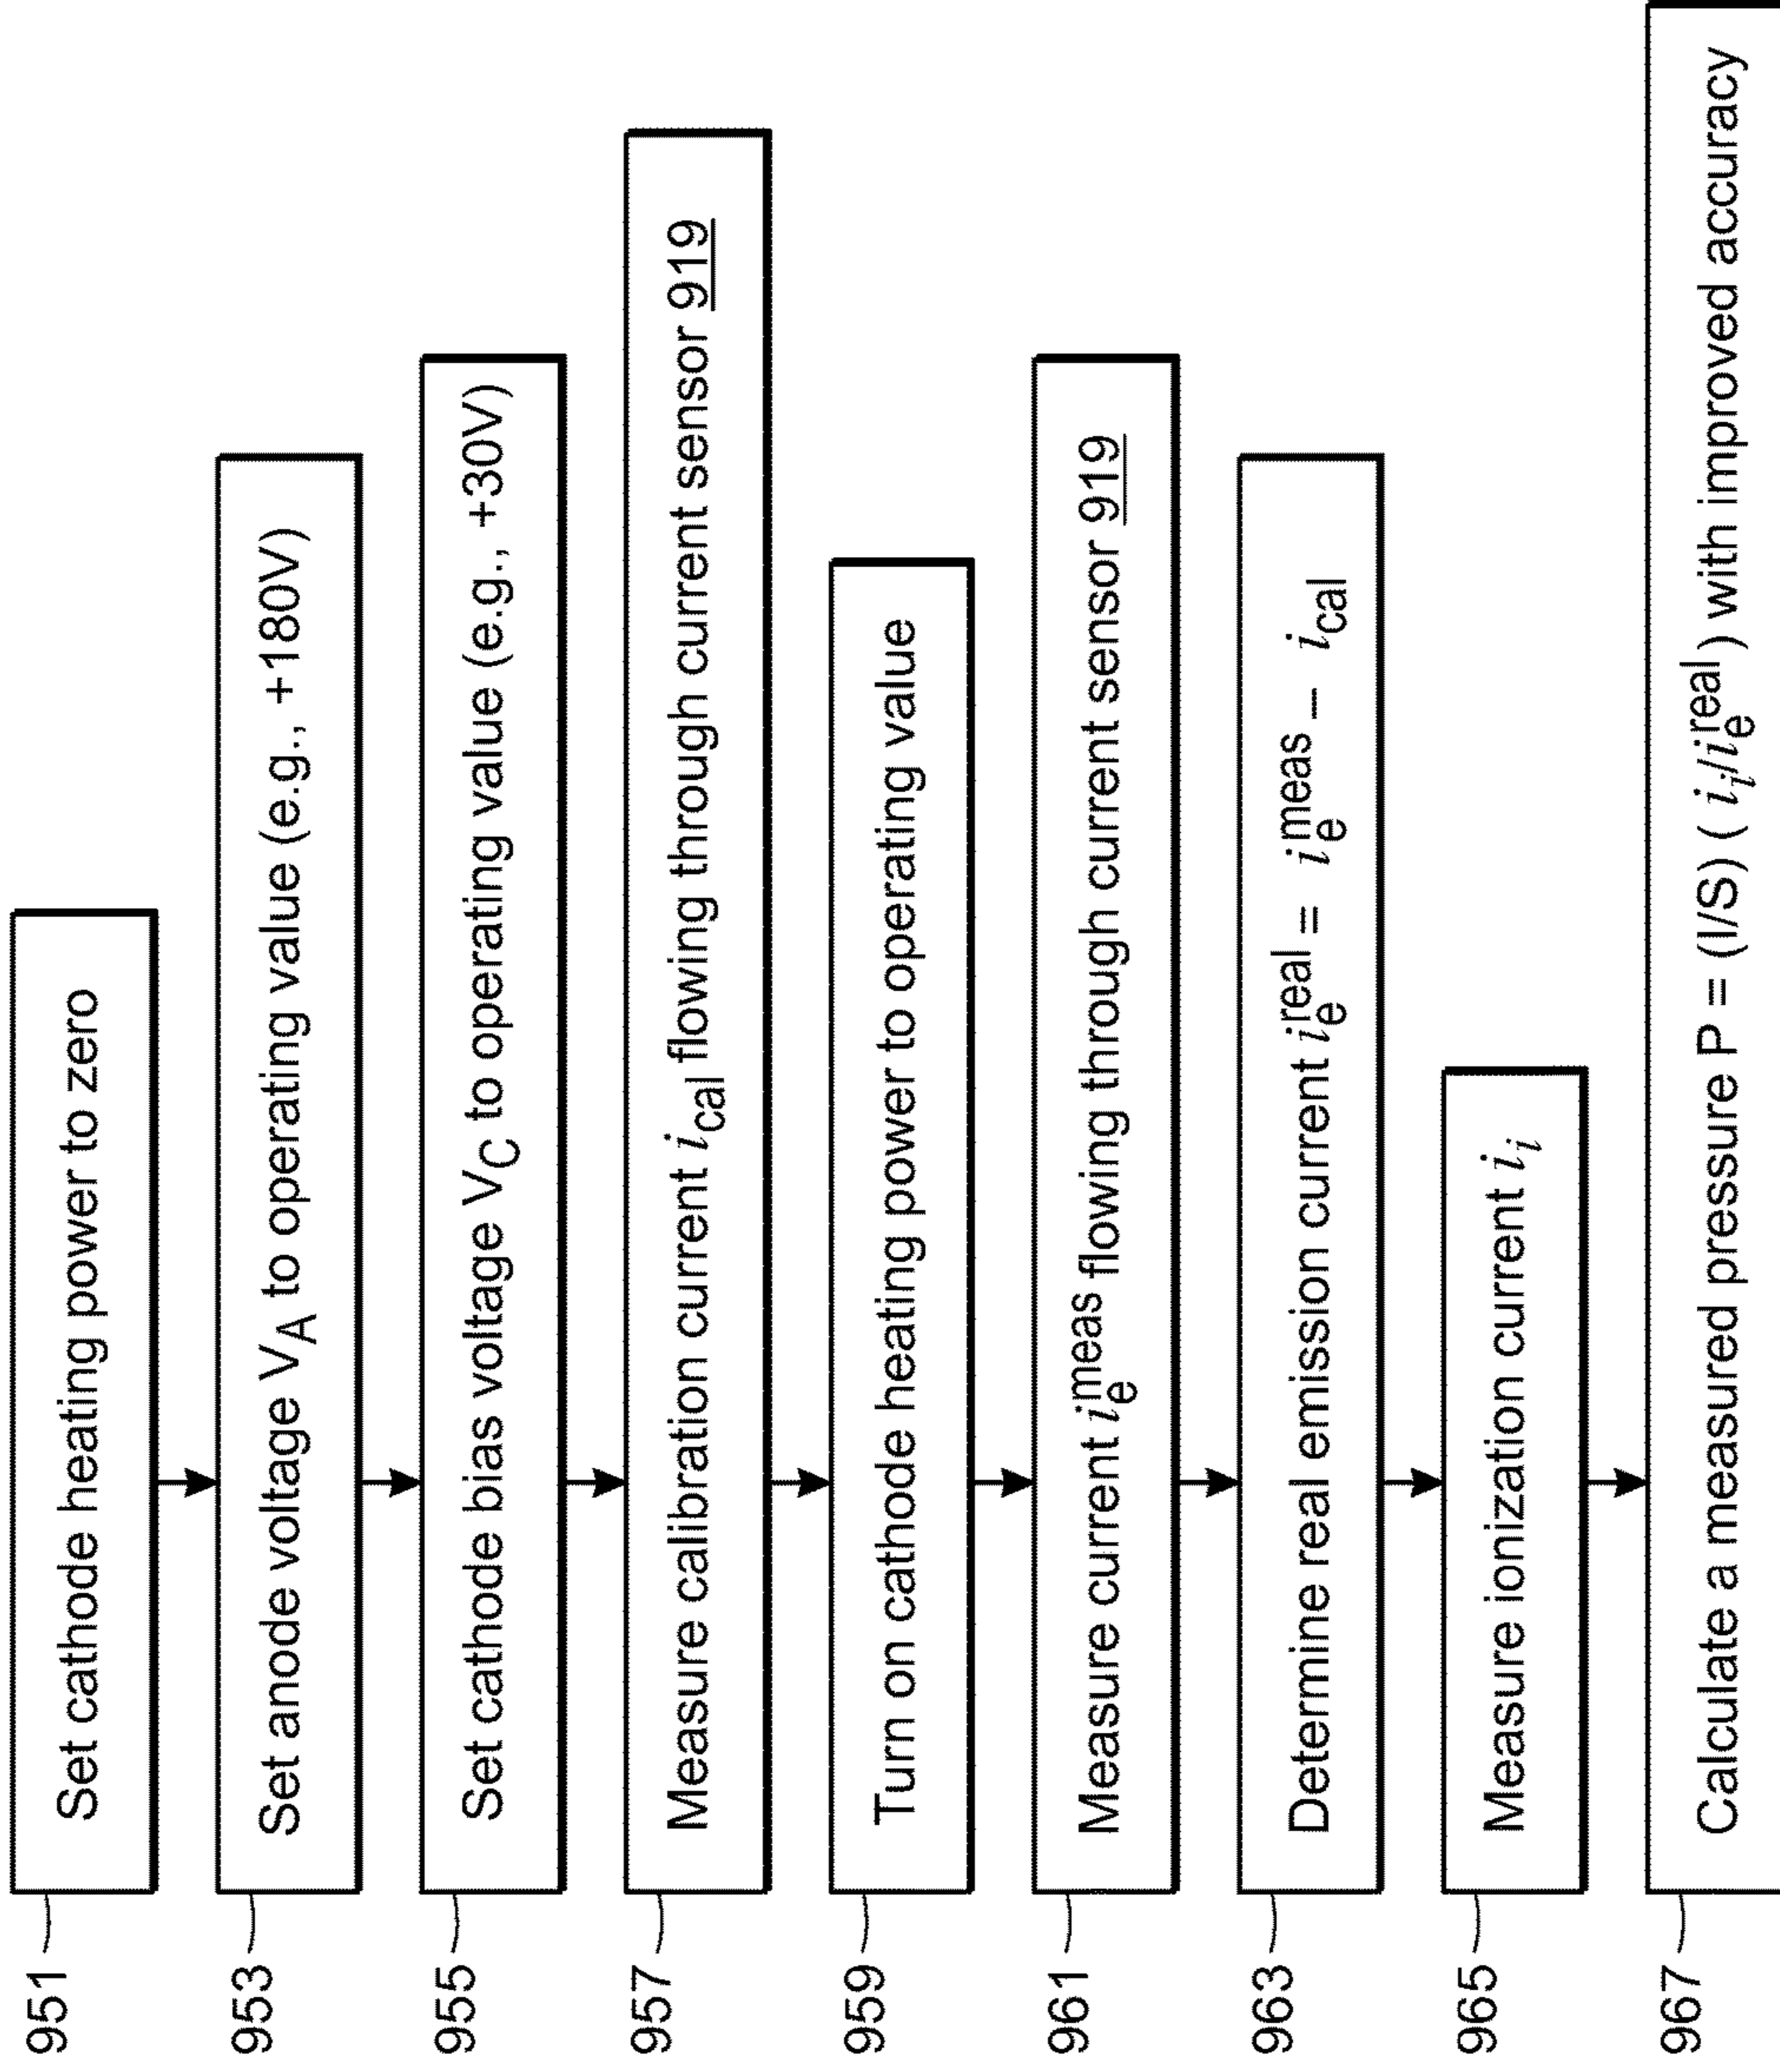 951 Set cathode heating power to zero
953 Set anode voltage V_A to operating value (e.g., +180V)
955 Set cathode bias voltage V_C to operating value (e.g., +30V)
957 Measure calibration current i_cal flowing through current sensor 919
959 Turn on cathode heating power to operating value
961 Measure current i_e^meas flowing through current sensor 919
963 Determine real emission current i_e^real = i_e^meas – i_cal
965 Measure ionization current i_i
967 Calculate a measured pressure P = (I/S) ( i_i/i_e^real) with improved accuracy